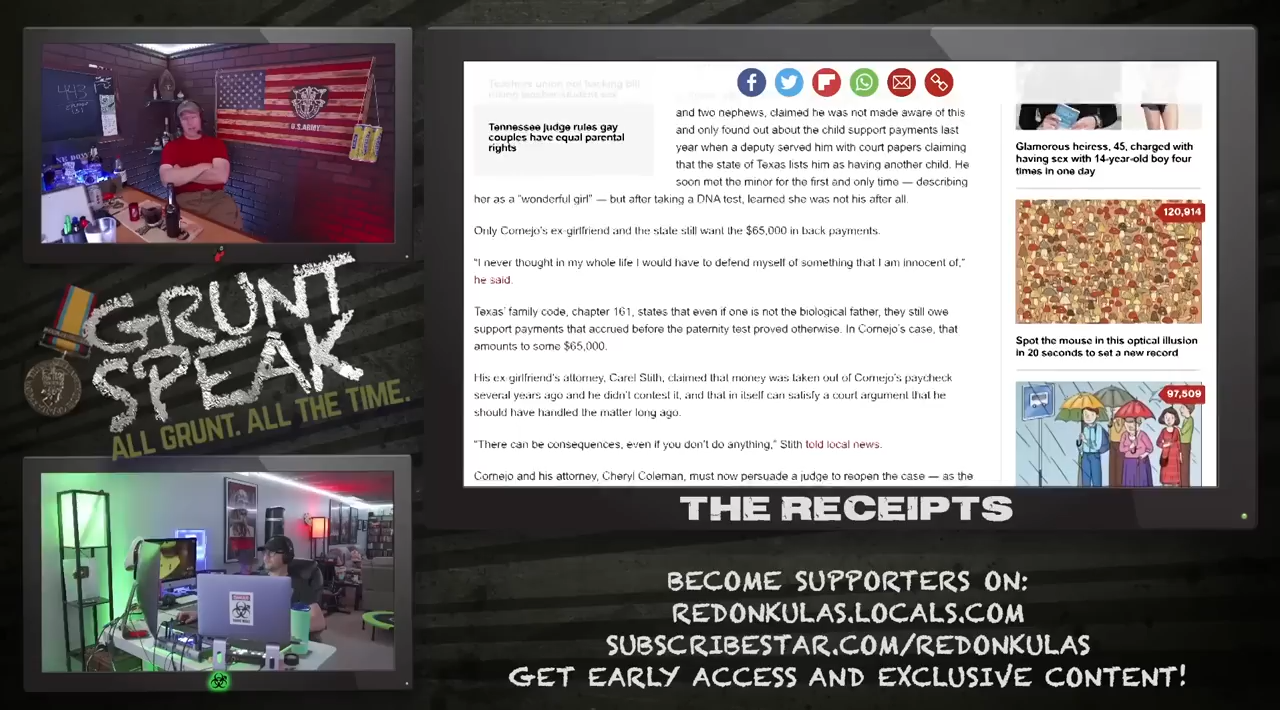 443
U.S. ARMY
GRUNT
SPEAK
ALL GRUNT. ALL THE TIME.
Teachers union not backing bill
Tennessee judge rules gay
couples have equal parental
rights
and two nephews, claimed he was not made aware of this
and only found out about the child support payments last
year when a deputy served him with court papers claiming
that the state of Texas lists him as having another child. He
soon met the minor for the first and only time — describing
her as a “wonderful girl” — but after taking a DNA test, learned she was not his after all.
Only Cornejo’s ex-girlfriend and the state still want the $65,000 in back payments.
“I never thought in my whole life I would have to defend myself of something that I am innocent of,”
he said.
Texas’ family code, chapter 161, states that even if one is not the biological father, they still owe
support payments that accrued before the paternity test proved otherwise. In Cornejo’s case, that
amounts to some $65,000.
His ex-girlfriend’s attorney, Carel Stith, claimed that money was taken out of Cornejo’s paycheck
several years ago and he didn’t contest it, and that in itself can satisfy a court argument that he
should have handled the matter long ago.
“There can be consequences, even if you don’t do anything,” Stith told local news.
Cornejo and his attorney, Cheryl Coleman, must now persuade a judge to reopen the case — as the
Glamorous heiress, 45, charged with
having sex with 14-year-old boy four
times in one day
120,914
Spot the mouse in this optical illusion
in 20 seconds to set a new record
97,509
THE RECEIPTS
BECOME SUPPORTERS ON:
REDONKULAS.LOCALS.COM
SUBSCRIBESTAR.COM/REDONKULAS
GET EARLY ACCESS AND EXCLUSIVE CONTENT!